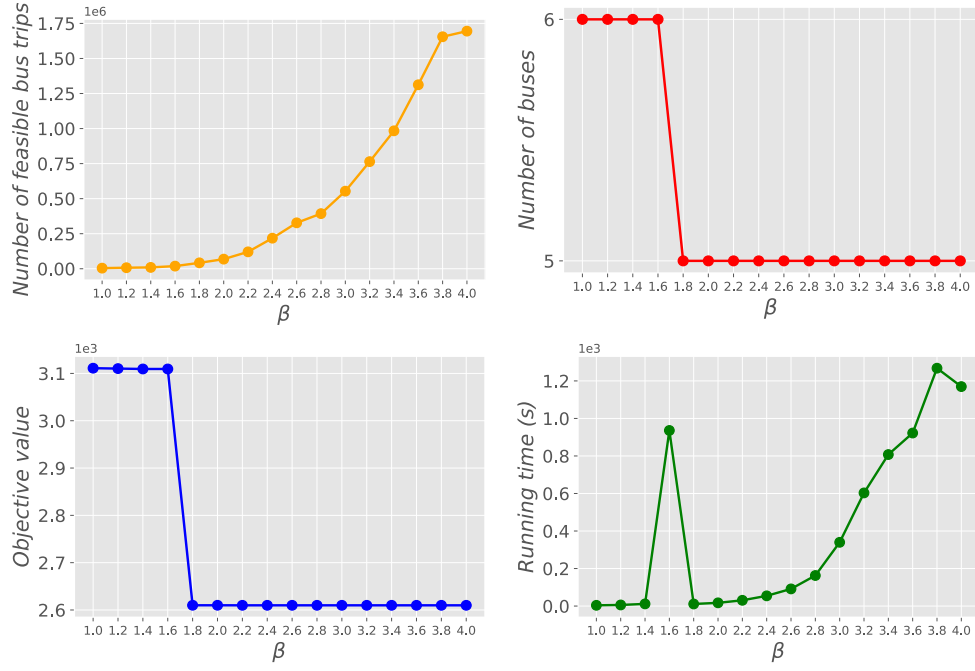 1e6
Number of feasible bus trips
1.75
1.50
1.25
1.00
0.75
0.50
0.25
0.00
1.0 1.2 1.4 1.6 1.8 2.0 2.2 2.4 2.6 2.8 3.0 3.2 3.4 3.6 3.8 4.0
β
Number of buses
6
5
1.0 1.2 1.4 1.6 1.8 2.0 2.2 2.4 2.6 2.8 3.0 3.2 3.4 3.6 3.8 4.0
β
1e3
Objective value
3.1
3.0
2.9
2.8
2.7
2.6
1.0 1.2 1.4 1.6 1.8 2.0 2.2 2.4 2.6 2.8 3.0 3.2 3.4 3.6 3.8 4.0
β
1e3
Running time (s)
1.2
1.0
0.8
0.6
0.4
0.2
0.0
1.0 1.2 1.4 1.6 1.8 2.0 2.2 2.4 2.6 2.8 3.0 3.2 3.4 3.6 3.8 4.0
β